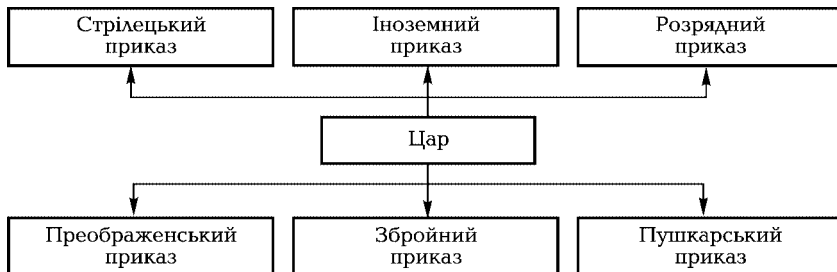 Стрілецький
приказ
Іноземний
приказ
Розрядний
приказ
Цар
Преображенський
приказ
Збройний
приказ
Пушкарський
приказ